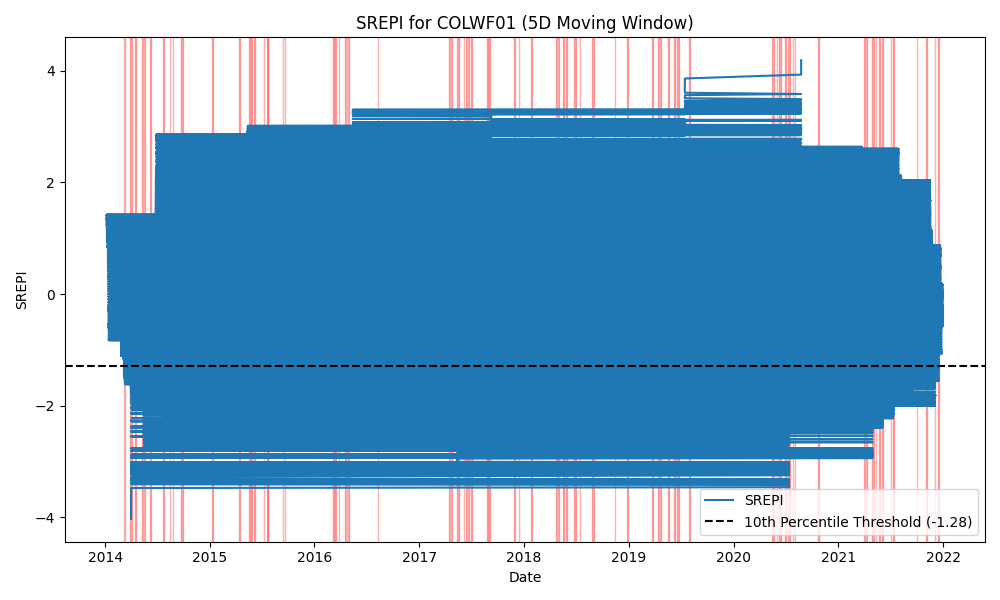 SREPI for COLWF01 (5D Moving Window)
SREPI
4
2
0
−2
−4
2014 2015 2016 2017 2018 2019 2020 2021 2022
Date
SREPI
10th Percentile Threshold (-1.28)